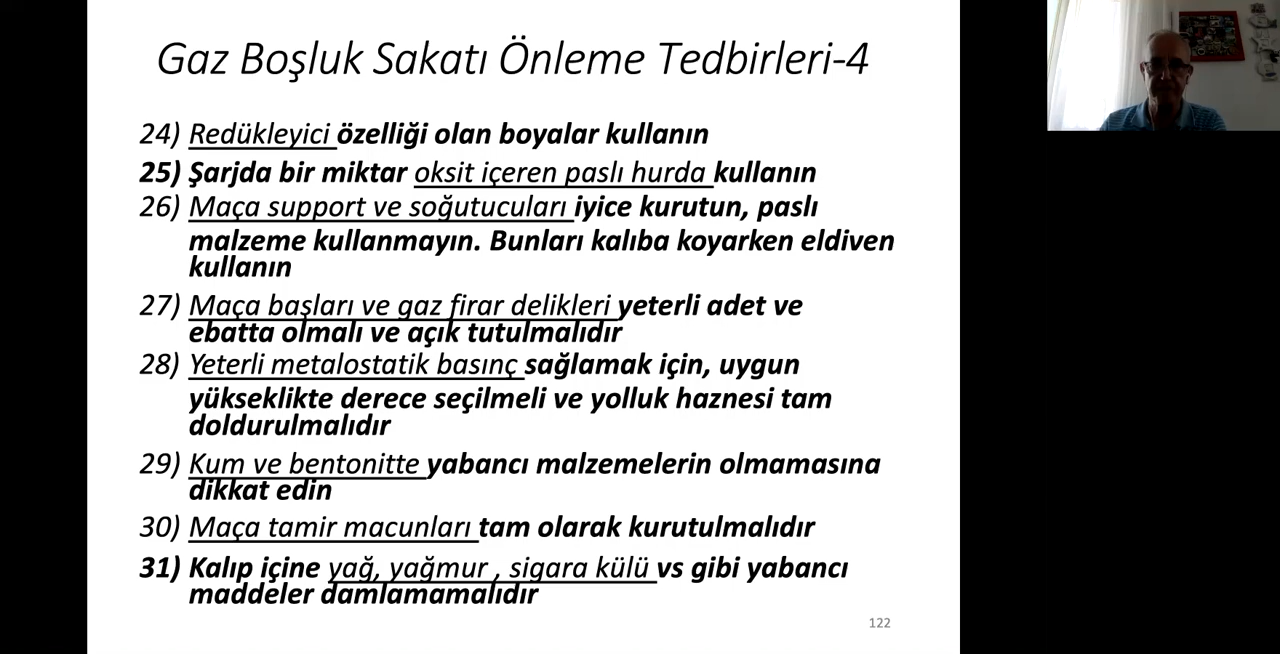 Gaz Boşluk Sakatı Önleme Tedbirleri-4
24) Redükleyici özelliği olan boyalar kullanın
25) Şarjda bir miktar oksit içeren paslı hurda kullanın
26) Maça support ve soğutucuları iyice kurutun, paslı
malzeme kullanmayın. Bunları kalıba koyarken eldiven
kullanın
27) Maça başları ve gaz firar delikleri yeterli adet ve
ebatta olmalı ve açık tutulmalıdır
28) Yeterli metalostatik basınç sağlamak için, uygun
yükseklikte derece seçilmeli ve yolluk haznesi tam
doldurulmalıdır
29) Kum ve bentonitte yabancı malzemelerin olmamasına
dikkat edin
30) Maça tamir macunları tam olarak kurutulmalıdır
31) Kalıp içine yağ, yağmur , sigara külü vs gibi yabancı
maddeler damlamamalıdır
122